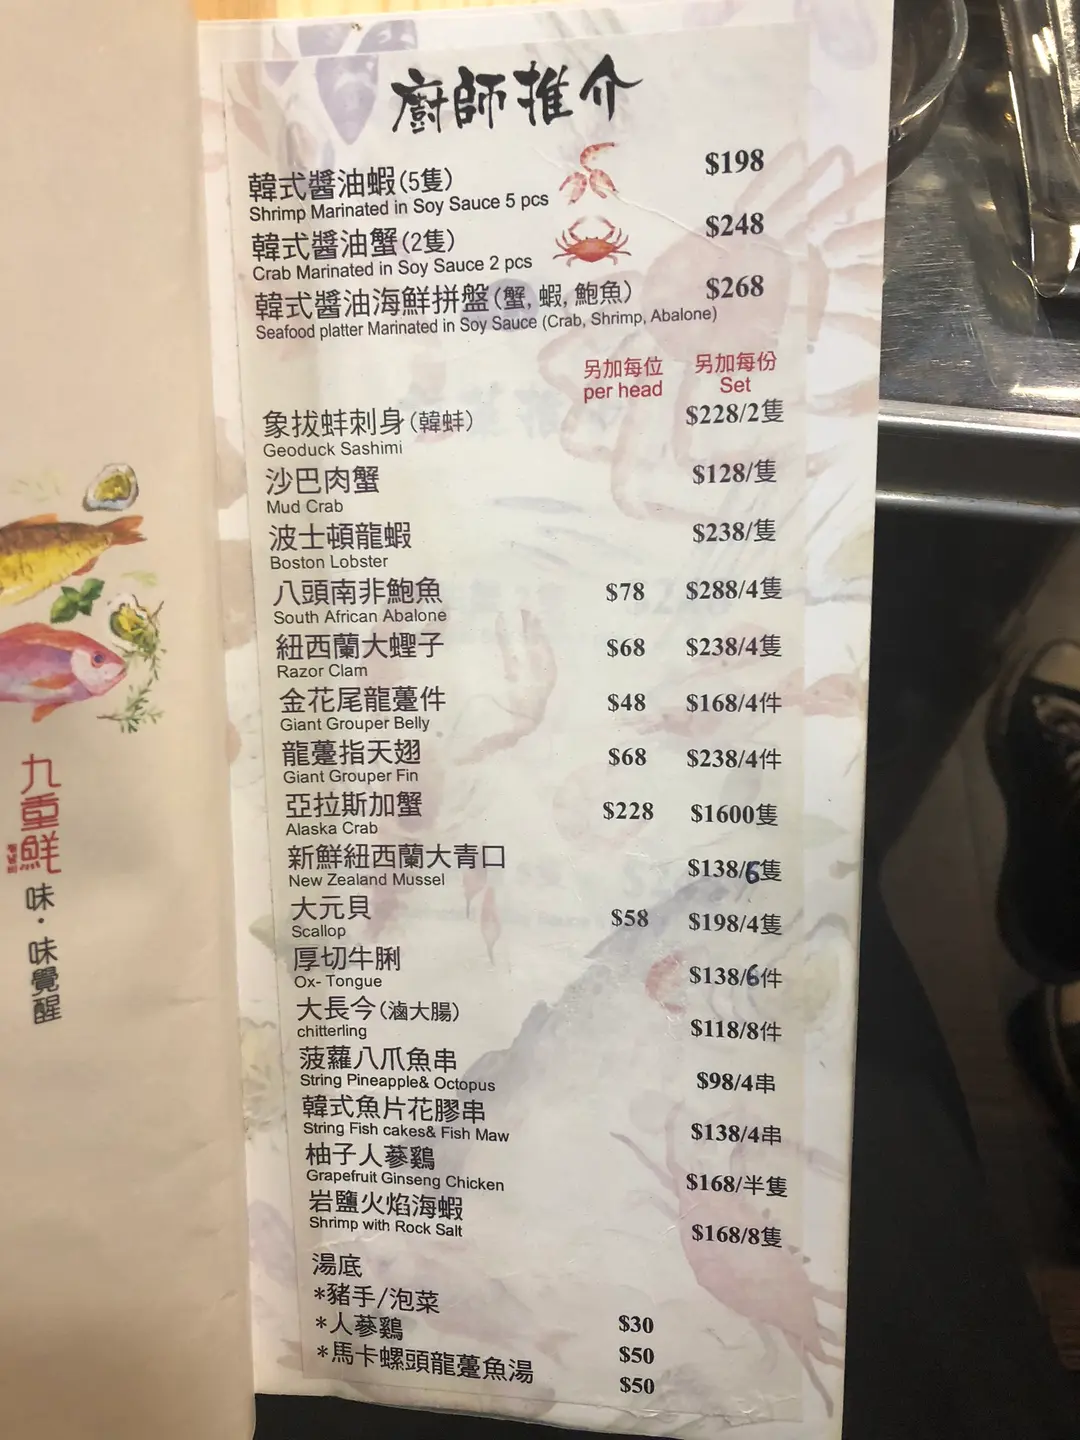 廚師推介
韓式醬油蝦(5隻) $198
Shrimp Marinated in Soy Sauce 5 pcs
韓式醬油蟹(2隻) $248
Crab Marinated in Soy Sauce 2 pcs
韓式醬油海鮮拼盤(蟹, 蝦, 鮑魚) $268
Seafood platter Marinated in Soy Sauce (Crab, Shrimp, Abalone)
另加每位 另加每份
per head Set
象拔蚌刺身(韓蚌) $228/2隻
Geoduck Sashimi
沙巴肉蟹 $128/隻
Mud Crab
波士頓龍蝦 $238/隻
Boston Lobster
八頭南非鮑魚 $78 $288/4隻
South African Abalone
紐西蘭大蟶子 $68 $238/4隻
Razor Clam
金花尾龍躉件 $48 $168/4件
Giant Grouper Belly
龍躉指天翅 $68 $238/4件
Giant Grouper Fin
亞拉斯加蟹 $228 $1600隻
Alaska Crab
新鮮紐西蘭大青口 $138/6隻
New Zealand Mussel
大元貝 $58 $198/4隻
Scallop
厚切牛脷 $138/6件
Ox- Tongue
大長今(滷大腸) $118/8件
chitterling
菠蘿八爪魚串 $98/4串
String Pineapple& Octopus
韓式魚片花膠串 $138/4串
String Fish cakes& Fish Maw
柚子人蔘鷄 $168/半隻
Grapefruit Ginseng Chicken
岩鹽火焰海蝦 $168/8隻
Shrimp with Rock Salt
湯底
*豬手/泡菜 $30
*人蔘鷄 $50
*馬卡螺頭龍躉魚湯 $50
九重鮮
味・味覺醒